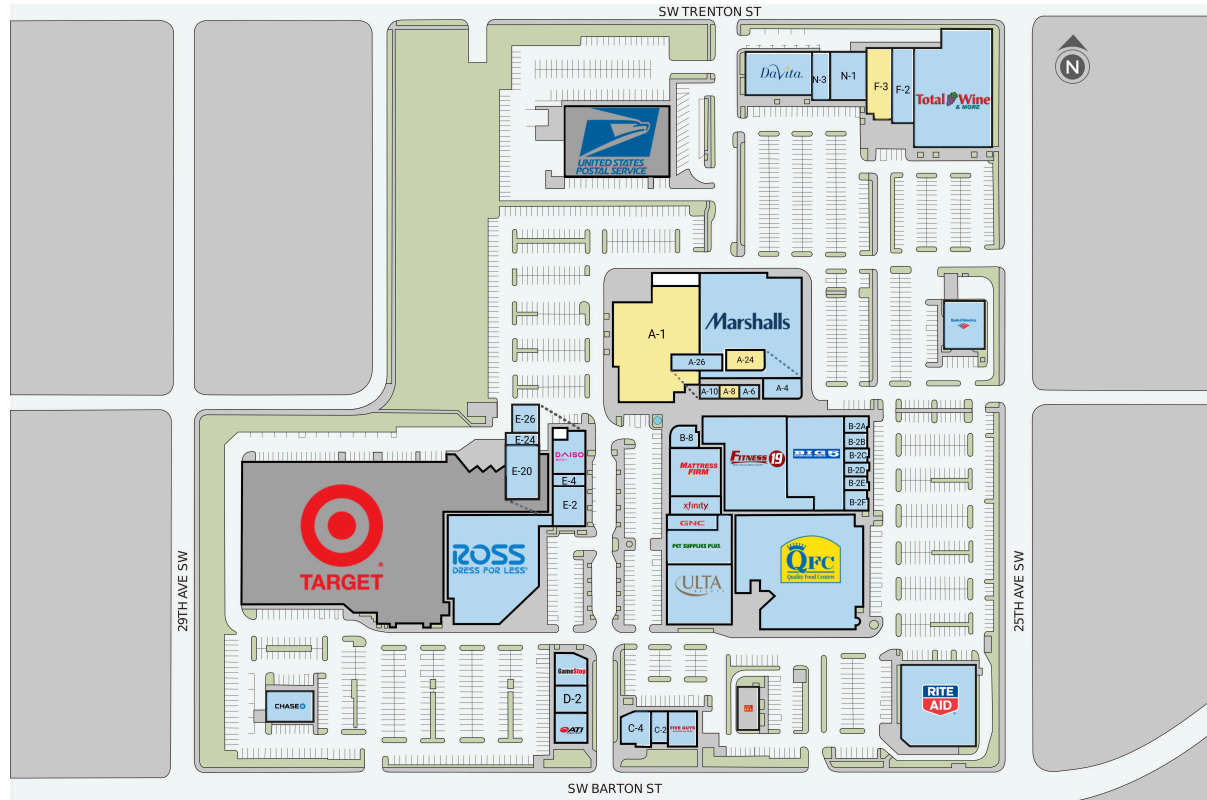 SW TRENTON ST
N
DaVita.
N-3
N-1
F-3
F-2
Total Wine
& MORE
UNITED STATES
POSTAL SERVICE
Bank of America
A-1
Marshalls
A-26
A-24
A-10
A-8
A-6
A-4
E-26
E-24
E-20
DAISO
E-4
E-2
B-8
MATTRESS
FIRM
xfinity
GNC
PET SUPPLIES PLUS.
ULTA
BEAUTY
FITNESS 19
BIG 5
B-2A
B-2B
B-2C
B-2D
B-2E
B-2F
QFC
Quality Food Centers
TARGET
ROSS
DRESS FOR LESS
29TH AVE SW
25TH AVE SW
CHASE
GameStop
D-2
ATI
C-4
C-2
FIVE GUYS
RITE
AID
SW BARTON ST